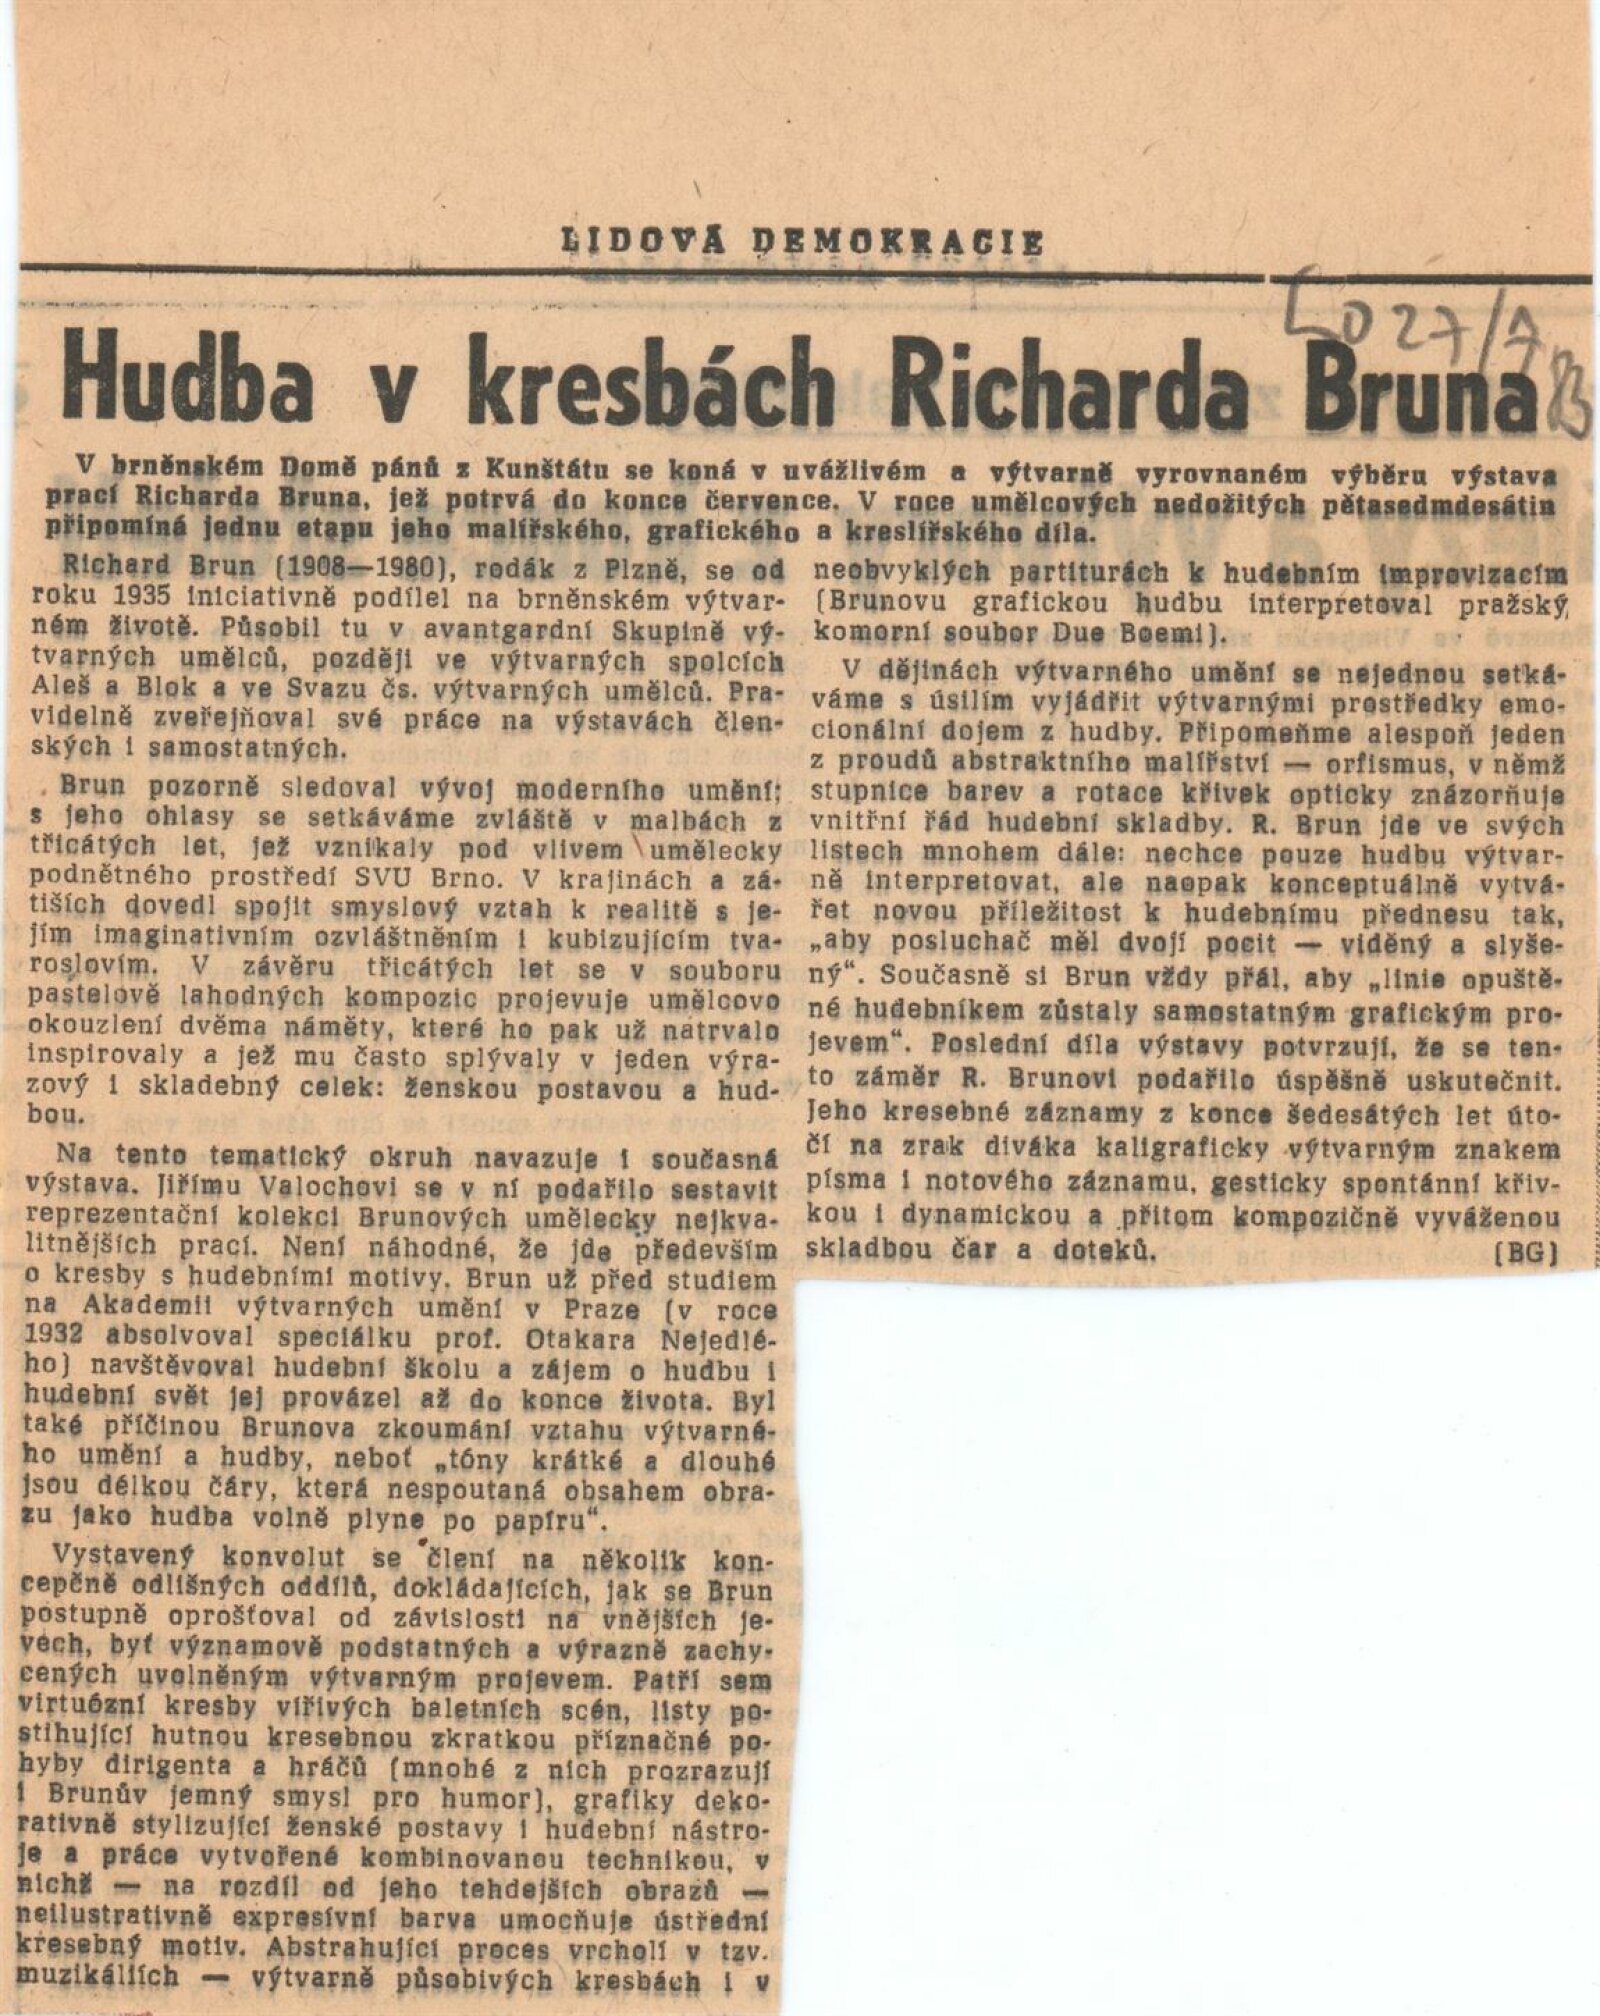 LIDOVÁ DEMOKRACIE
LD 27/7 83
Hudba v kresbách Richarda Bruna
V brněnském Domě pánů z Kunštátu se koná v uvážlivém a výtvarně vyrovnaném výběru výstava
prací Richarda Bruna, jež potrvá do konce července. V roce umělcových nedožitých pětasedmdesátin
připomíná jednu etapu jeho malířského, grafického a kreslířského díla.
Richard Brun (1908—1980), rodák z Plzně, se od
roku 1935 iniciativně podílel na brněnském výtvar-
ném životě. Působil tu v avantgardní Skupině vý-
tvarných umělců, později ve výtvarných spolcích
Aleš a Blok a ve Svazu čs. výtvarných umělců. Pra-
videlně zveřejňoval své práce na výstavách člen-
ských i samostatných.
Brun pozorně sledoval vývoj moderního umění;
s jeho ohlasy se setkáváme zvláště v malbách z
třicátých let, jež vznikaly pod vlivem umělecky
podnětného prostředí SVU Brno. V krajinách a zá-
tiších dovedl spojit smyslový vztah k realitě s je-
jím imaginativním ozvláštněním i kubizujícím tva-
roslovím. V závěru třicátých let se v souboru
pastelově lahodných kompozic projevuje umělcovo
okouzlení dvěma náměty, které ho pak už natrvalo
inspirovaly a jež mu často splývaly v jeden výra-
zový i skladebný celek: ženskou postavou a hud-
bou.
Na tento tematický okruh navazuje i současná
výstava. Jiřímu Valochovi se v ní podařilo sestavit
reprezentační kolekci Brunových umělecky nejkva-
litnějších prací. Není náhodné, že jde především
o kresby s hudebními motivy. Brun už před studiem
na Akademii výtvarných umění v Praze (v roce
1932 absolvoval speciálku prof. Otakara Nejedlé-
ho) navštěvoval hudební školu a zájem o hudbu i
hudební svět jej provázel až do konce života. Byl
také příčinou Brunova zkoumání vztahu výtvarné-
ho umění a hudby, neboť „tóny krátké a dlouhé
jsou délkou čáry, která nespoutaná obsahem obra-
zu jako hudba volně plyne po papíru“.
Vystavený konvolut se člení na několik kon-
cepčně odlišných oddílů, dokládajících, jak se Brun
postupně oprošťoval od závislosti na vnějších je-
vech, byť významově podstatných a výrazně zachy-
cených uvolněným výtvarným projevem. Patří sem
virtuózní kresby vířivých baletních scén, listy po-
stihující hutnou kresebnou zkratkou příznačné po-
hyby dirigenta a hráčů (mnohé z nich prozrazují
i Brunův jemný smysl pro humor), grafiky deko-
rativně stylizující ženské postavy i hudební nástro-
je a práce vytvořené kombinovanou technikou, v
nichž — na rozdíl od jeho tehdejších obrazů —
neilustrativně expresívní barva umocňuje ústřední
kresebný motiv. Abstrahující proces vrcholí v tzv.
muzikáliích — výtvarně působivých kresbách i v
neobvyklých partiturách k hudebním improvizacím
(Brunovu grafickou hudbu interpretoval pražský
komorní soubor Due Boemi).
V dějinách výtvarného umění se nejednou setká-
váme s úsilím vyjádřit výtvarnými prostředky emo-
cionální dojem z hudby. Připomeňme alespoň jeden
z proudů abstraktního malířství — orfismus, v němž
stupnice barev a rotace křivek opticky znázorňuje
vnitřní řád hudební skladby. R. Brun jde ve svých
listech mnohem dále: nechce pouze hudbu výtvar-
ně interpretovat, ale naopak konceptuálně vytvá-
řet novou příležitost k hudebnímu přednesu tak,
„aby posluchač měl dvojí pocit — viděný a slyše-
ný“. Současně si Brun vždy přál, aby „linie opuště-
né hudebníkem zůstaly samostatným grafickým pro-
jevem“. Poslední díla výstavy potvrzují, že se ten-
to záměr R. Brunovi podařilo úspěšně uskutečnit.
Jeho kresebné záznamy z konce šedesátých let úto-
čí na zrak diváka kaligraficky výtvarným znakem
písma i notového záznamu, gesticky spontánní křiv-
kou i dynamickou a přitom kompozičně vyváženou
skladbou čar a doteků. (BG)